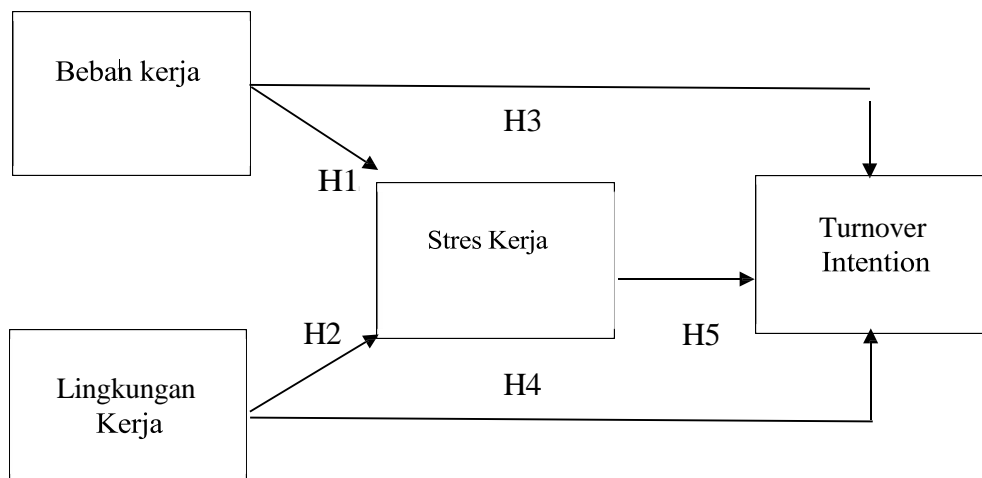 Beban kerja
H3
H1
Stres Kerja
Turnover
Intention
H2
H5
Lingkungan
Kerja
H4